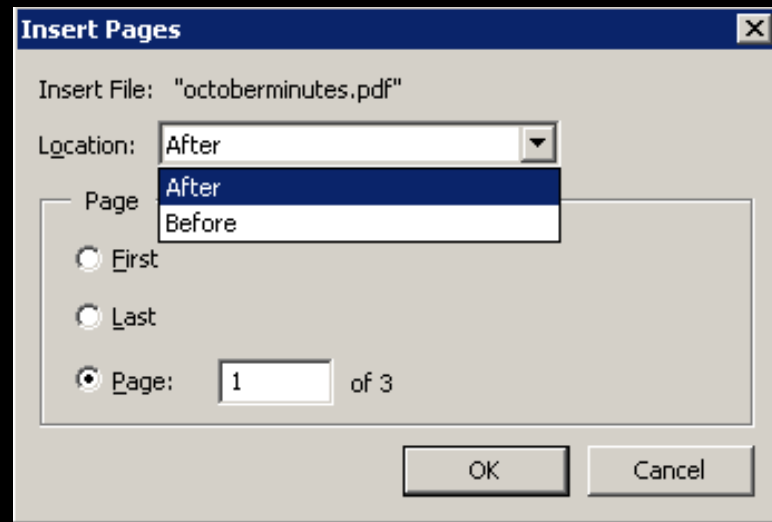 Insert Pages
Insert File: "octoberminutes.pdf"
Location: After
After
Before
Page
First
Last
Page: 1 of 3
OK Cancel